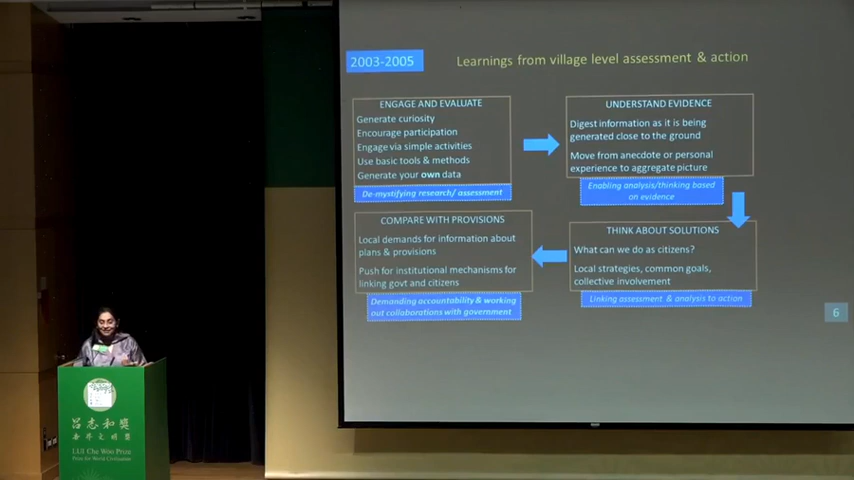 2003-2005
Learnings from village level assessment & action
ENGAGE AND EVALUATE
Generate curiosity
Encourage participation
Engage via simple activities
Use basic tools & methods
Generate your own data
De-mystifying research/ assessment
UNDERSTAND EVIDENCE
Digest information as it is being
generated close to the ground
Move from anecdote or personal
experience to aggregate picture
Enabling analysis/thinking based
on evidence
THINK ABOUT SOLUTIONS
What can we do as citizens?
Local strategies, common goals,
collective involvement
Linking assessment & analysis to action
COMPARE WITH PROVISIONS
Local demands for information about
plans & provisions
Push for institutional mechanisms for
linking govt and citizens
Demanding accountability & working
out collaborations with government
6
呂志和獎
世界文明獎
LUI Che Woo Prize
Prize for World Civilisation